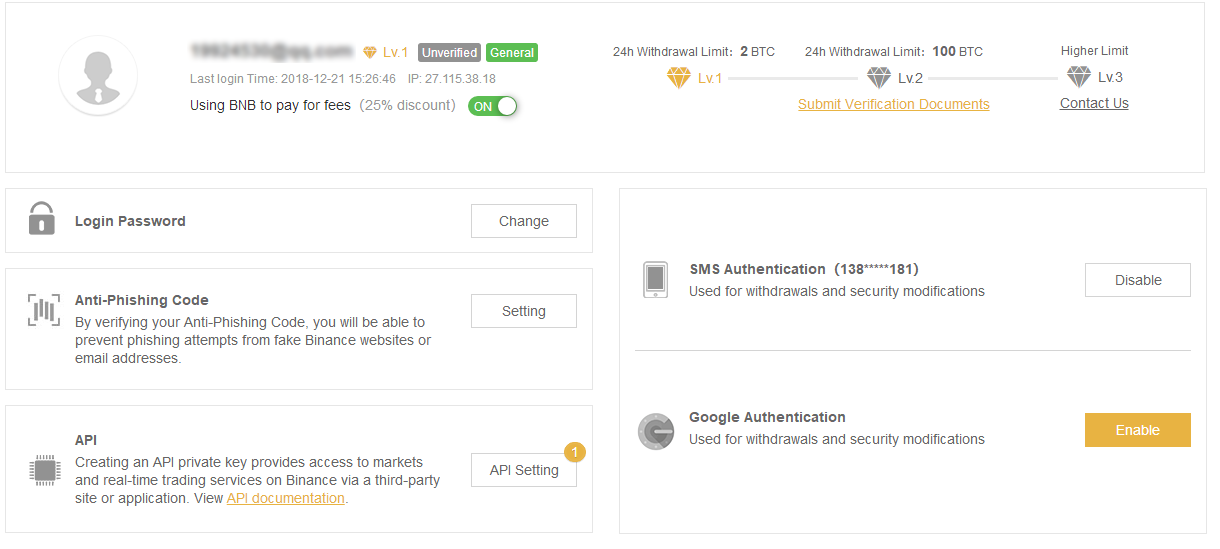 Lv.1 Unverified General
Last login Time: 2018-12-21 15:26:46 IP: 27.115.38.18
Using BNB to pay for fees (25% discount) ON
24h Withdrawal Limit: 2 BTC 24h Withdrawal Limit: 100 BTC Higher Limit
Lv.1 Lv.2 Lv.3
Submit Verification Documents Contact Us
Login Password Change
Anti-Phishing Code
By verifying your Anti-Phishing Code, you will be able to
prevent phishing attempts from fake Binance websites or
email addresses.
Setting
API
Creating an API private key provides access to markets
and real-time trading services on Binance via a third-party
site or application. View API documentation.
API Setting 1
SMS Authentication（138*****181）
Used for withdrawals and security modifications
Disable
Google Authentication
Used for withdrawals and security modifications
Enable